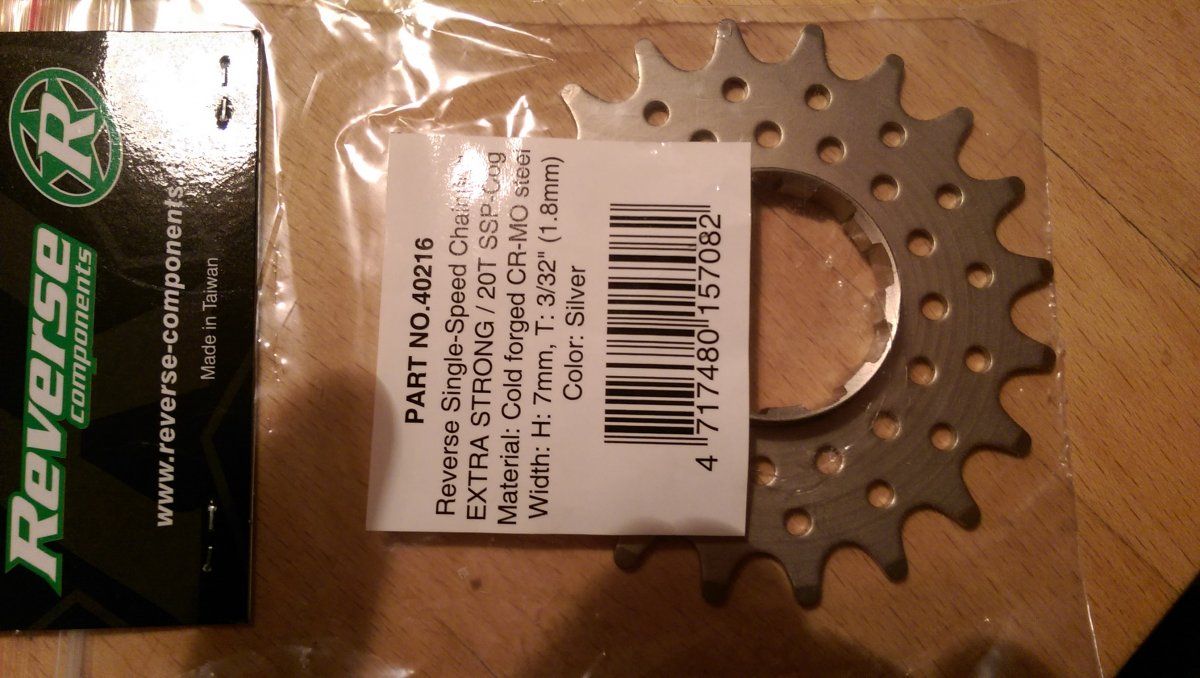 R
Reverse
components
www.reverse-components
Made in Taiwan
PART NO.40216
Reverse Single-Speed
EXTRA STRONG / 20T SSP-Cog
Material: Cold forged CR-MO steel
Width: H: 7mm, T: 3/32" (1.8mm)
Color: Silver
4 717480 157082